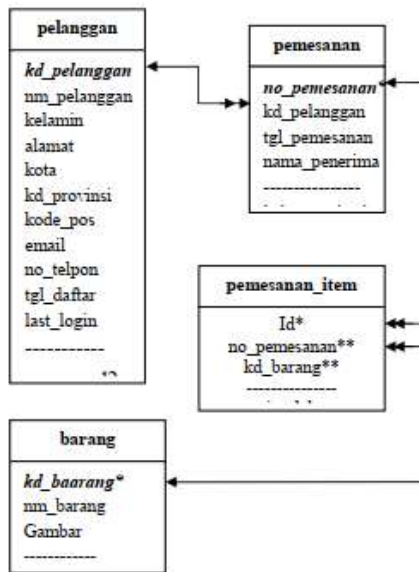 pelanggan
kd_pelanggan
nm_pelanggan
kelamin
alamat
kota
kd_provinsi
kode_pos
email
no_telpon
tgl_daftar
last_login
------------
pemesanan
no_pemesanan*
kd_pelanggan
tgl_pemesanan
nama_penerima
----------------
pemesanan_item
Id*
no_pemesanan**
kd_barang**
---------------
barang
kd_baarang*
nm_barang
Gambar
------------